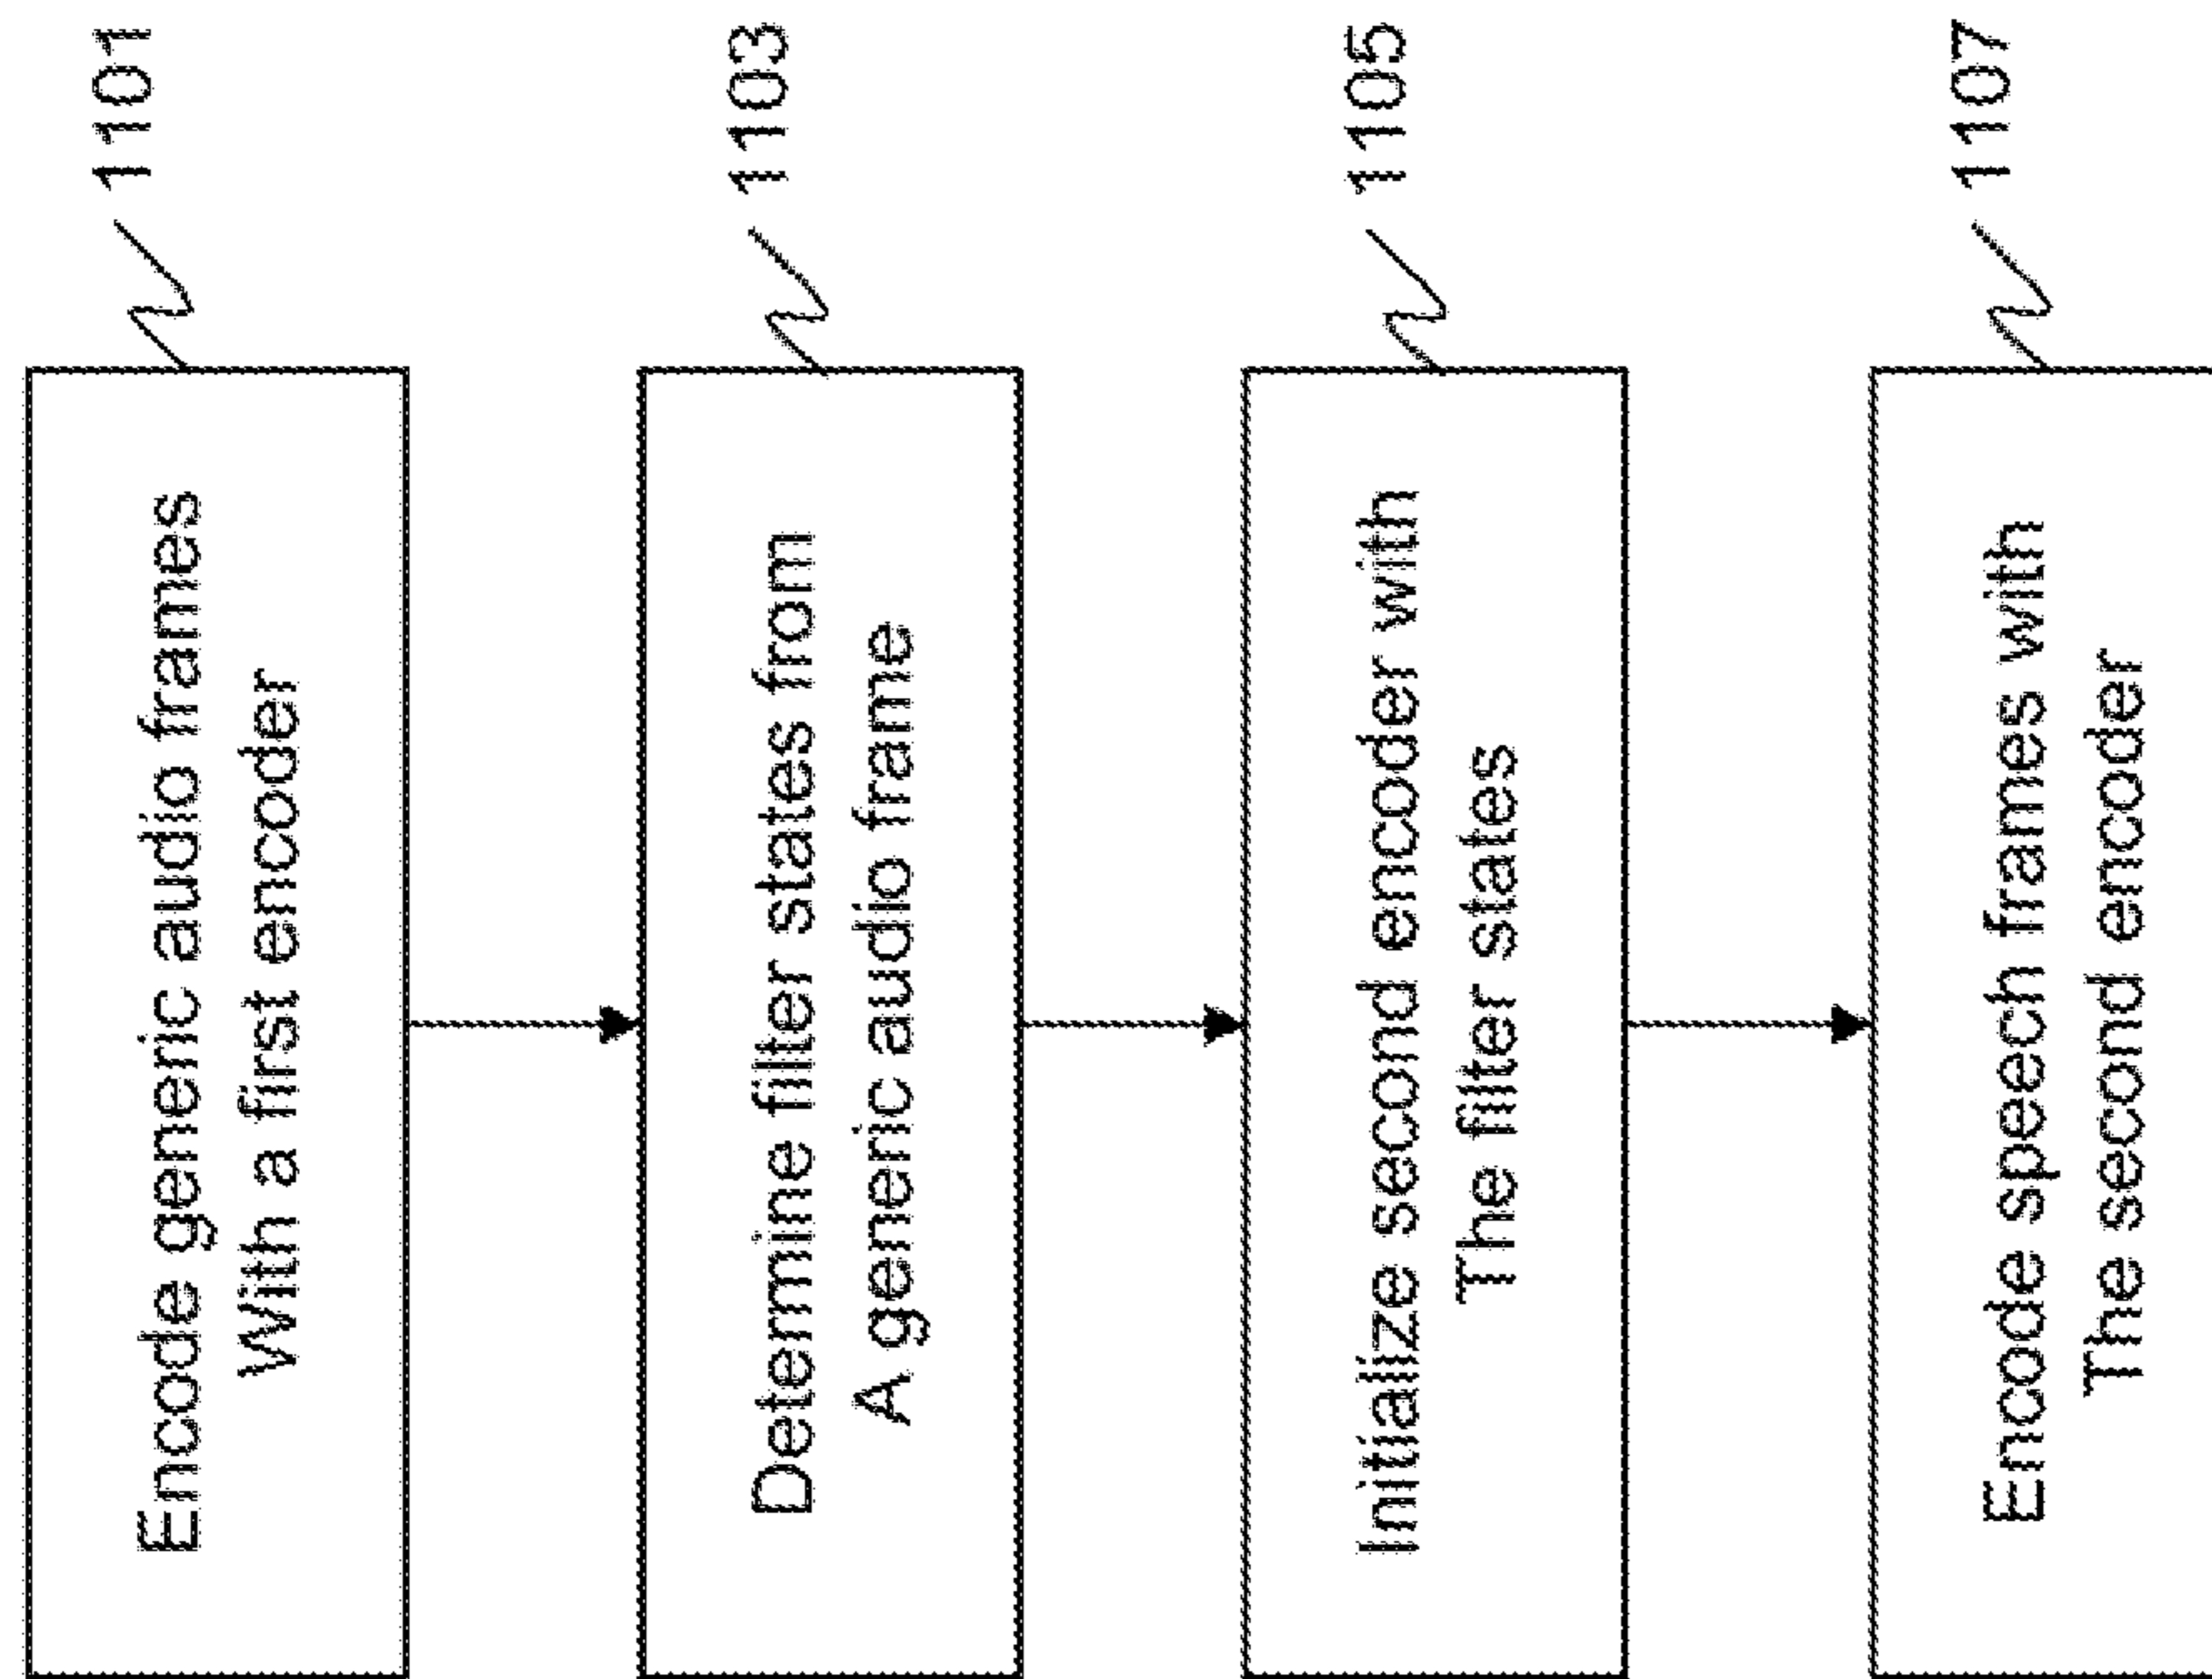 1101
Encode generic audio frames
With a first encoder
1103
Determine filter states from
A generic audio frame
1105
Initialize second encoder with
The filter states
1107
Encode speech frames with
The second encoder